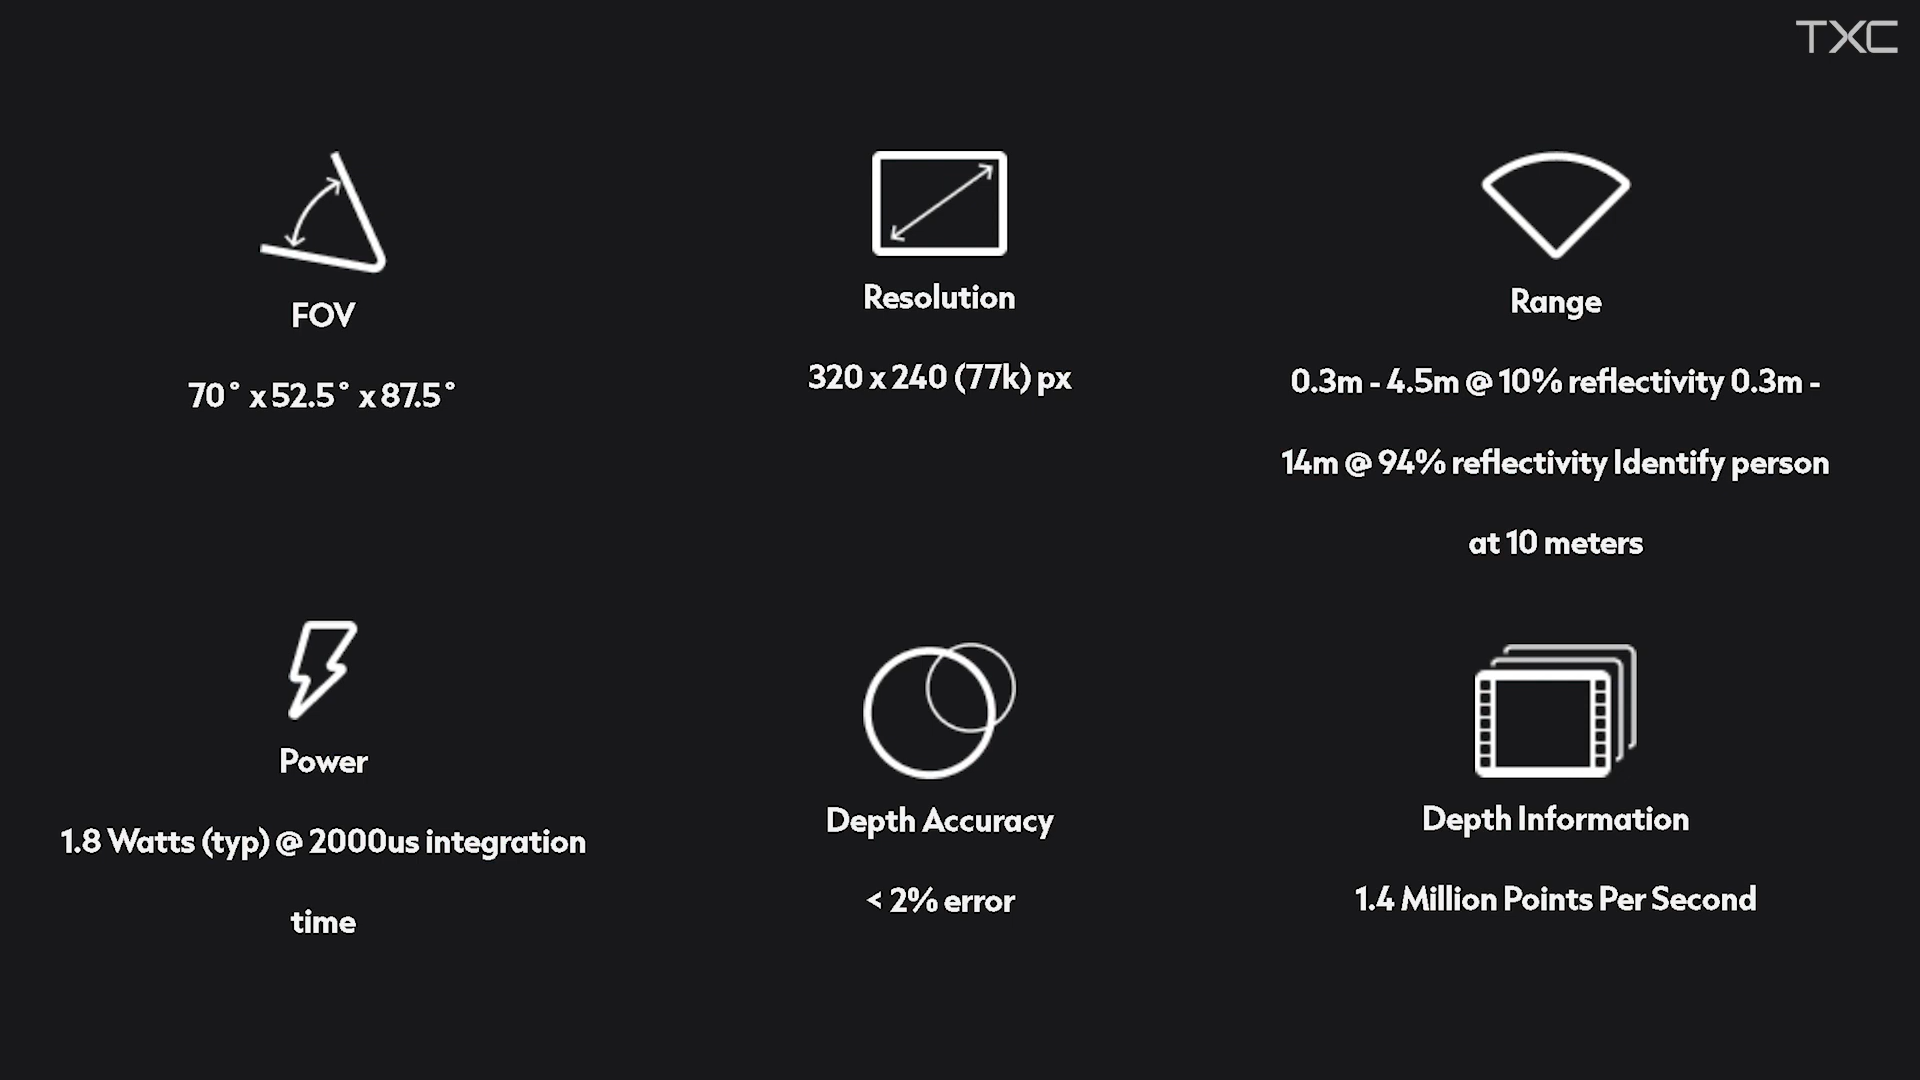 TXC
FOV
70° x 52.5° x 87.5°
Resolution
320 x 240 (77k) px
Range
0.3m - 4.5m @ 10% reflectivity 0.3m -
14m @ 94% reflectivity Identify person
at 10 meters
Power
1.8 Watts (typ) @ 2000us integration
time
Depth Accuracy
< 2% error
Depth Information
1.4 Million Points Per Second